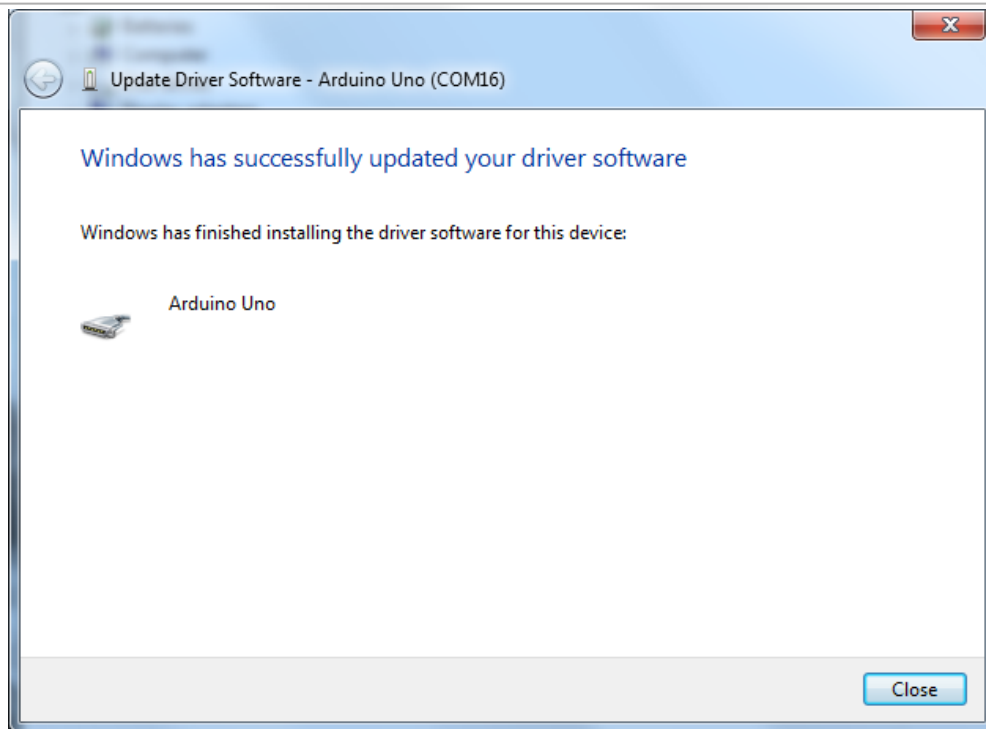 Update Driver Software - Arduino Uno (COM16)
Windows has successfully updated your driver software
Windows has finished installing the driver software for this device:
Arduino Uno
Close